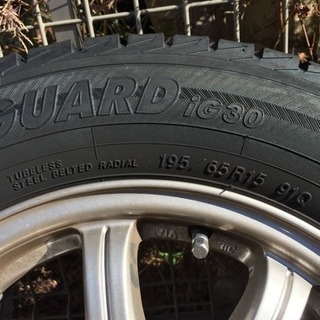 GUARD iG30
TUBELESS
STEEL BELTED RADIAL
195/65R15 91Q